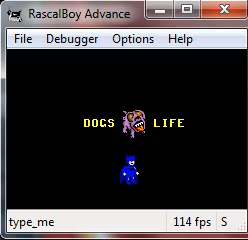 RascalBoy Advance
File Debugger Options Help
DOGS LIFE
type_me 114 fps S